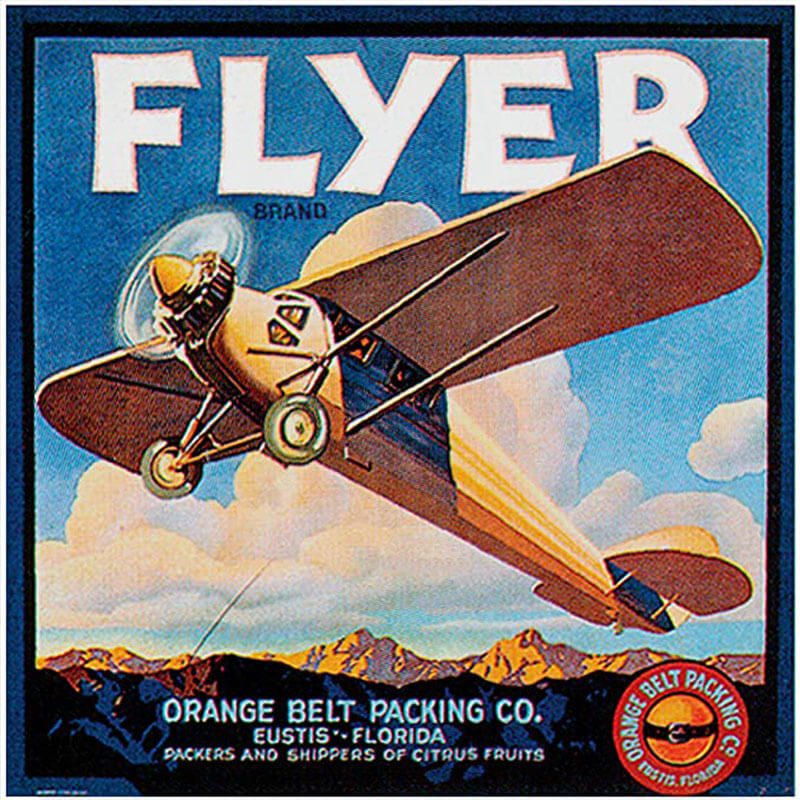 FLYER
BRAND
ORANGE BELT PACKING CO.
EUSTIS - FLORIDA
PACKERS AND SHIPPERS OF CITRUS FRUITS
ORANGE BELT PACKING CO
EUSTIS, FLORIDA